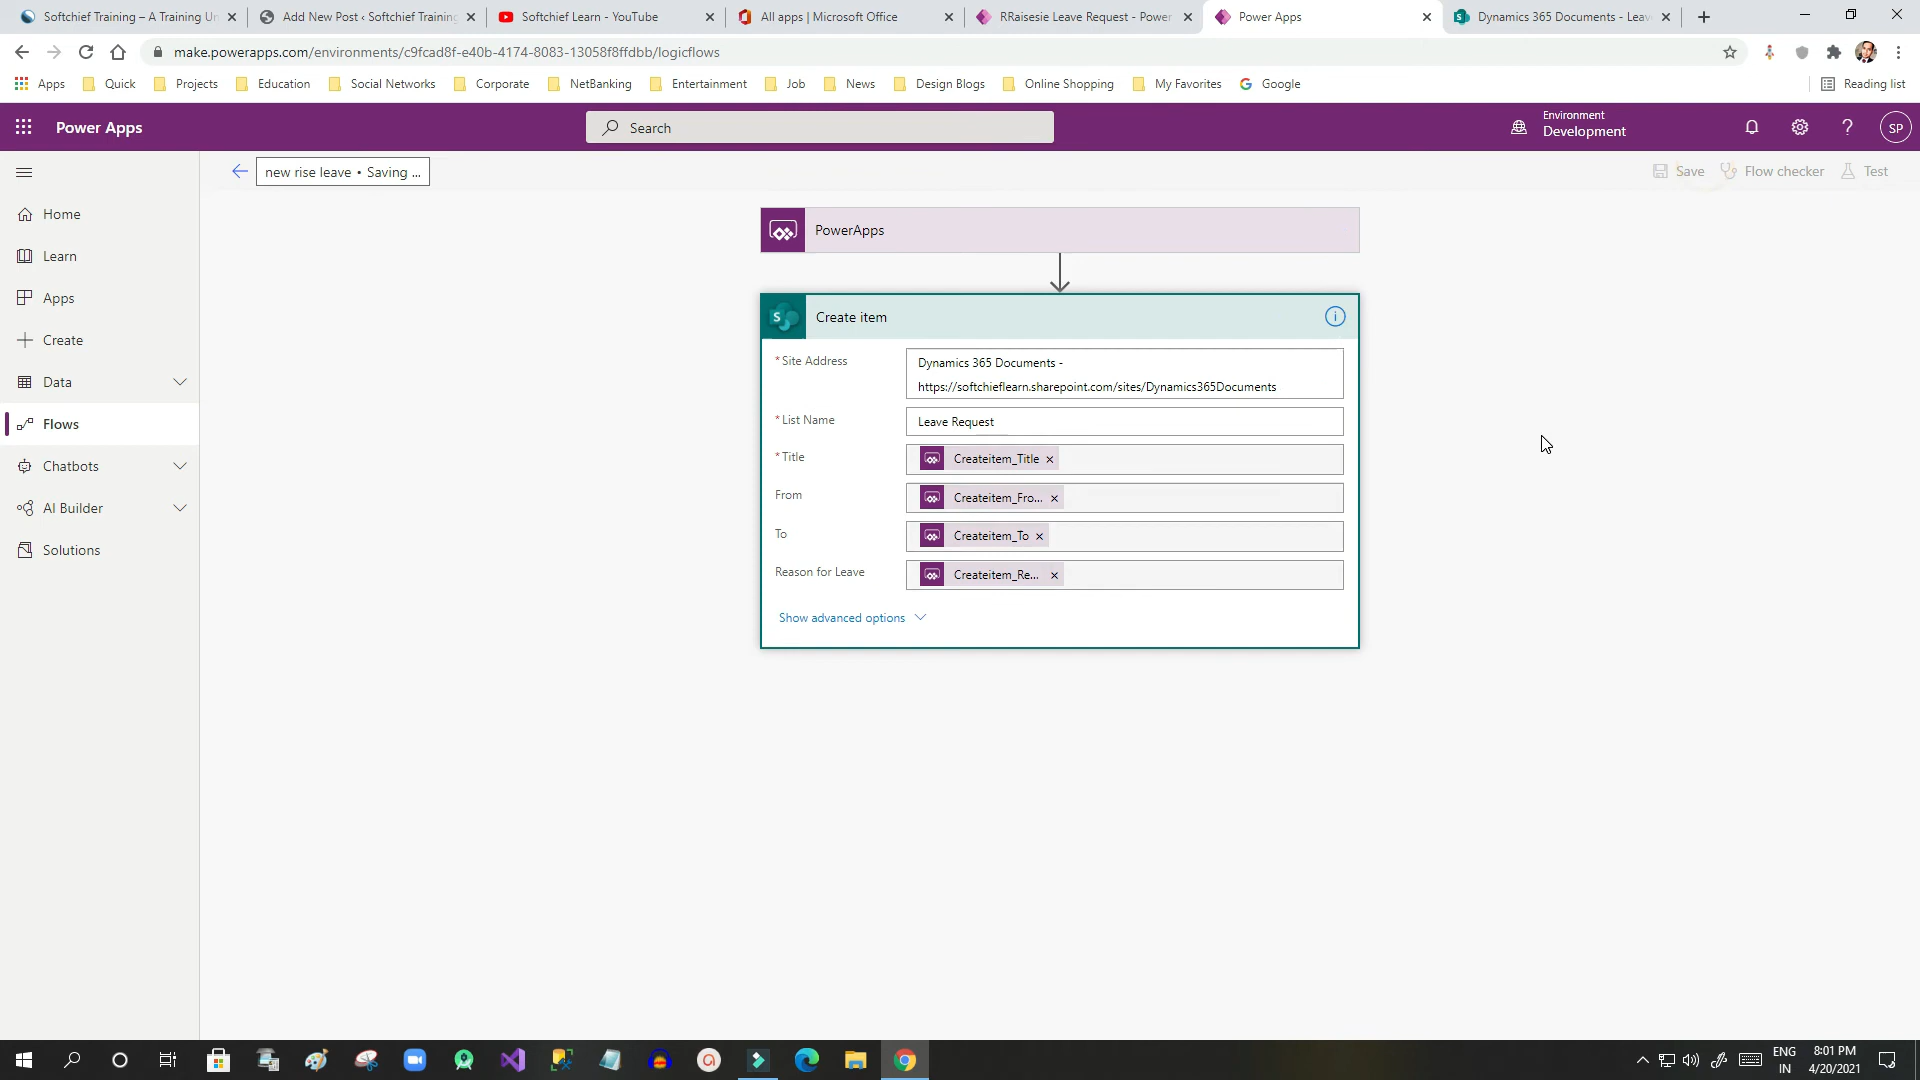 Softchief Training – A Training Un
Add New Post ‹ Softchief Training
Softchief Learn - YouTube
All apps | Microsoft Office
RRaisesie Leave Request - Power
Power Apps
Dynamics 365 Documents - Leav
make.powerapps.com/environments/c9fcad8f-e40b-4174-8083-13058f8ffdbb/logicflows
Apps
Quick
Projects
Education
Social Networks
Corporate
NetBanking
Entertainment
Job
News
Design Blogs
Online Shopping
My Favorites
Google
Reading list
Power Apps
Search
Environment
Development
SP
new rise leave • Saving ...
Save
Flow checker
Test
Home
Learn
Apps
Create
Data
Flows
Chatbots
AI Builder
Solutions
PowerApps
Create item
* Site Address
Dynamics 365 Documents -
https://softchieflearn.sharepoint.com/sites/Dynamics365Documents
* List Name
Leave Request
* Title
Createitem_Title
From
Createitem_Fro...
To
Createitem_To
Reason for Leave
Createitem_Re...
Show advanced options
ENG
IN
8:01 PM
4/20/2021